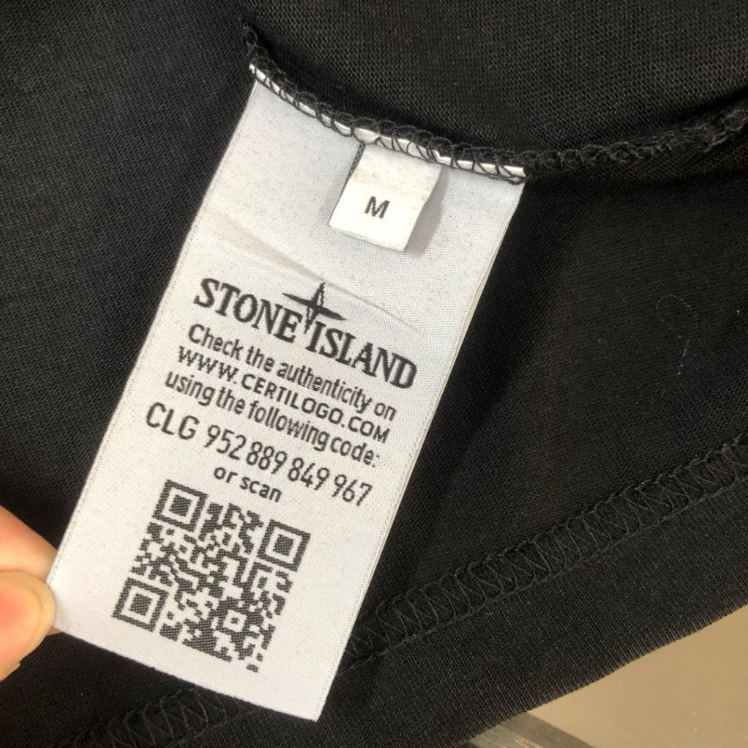 M
STONE ISLAND
Check the authenticity on
WWW.CERTILOGO.COM
using the following code:
CLG 952 889 849 967
or scan